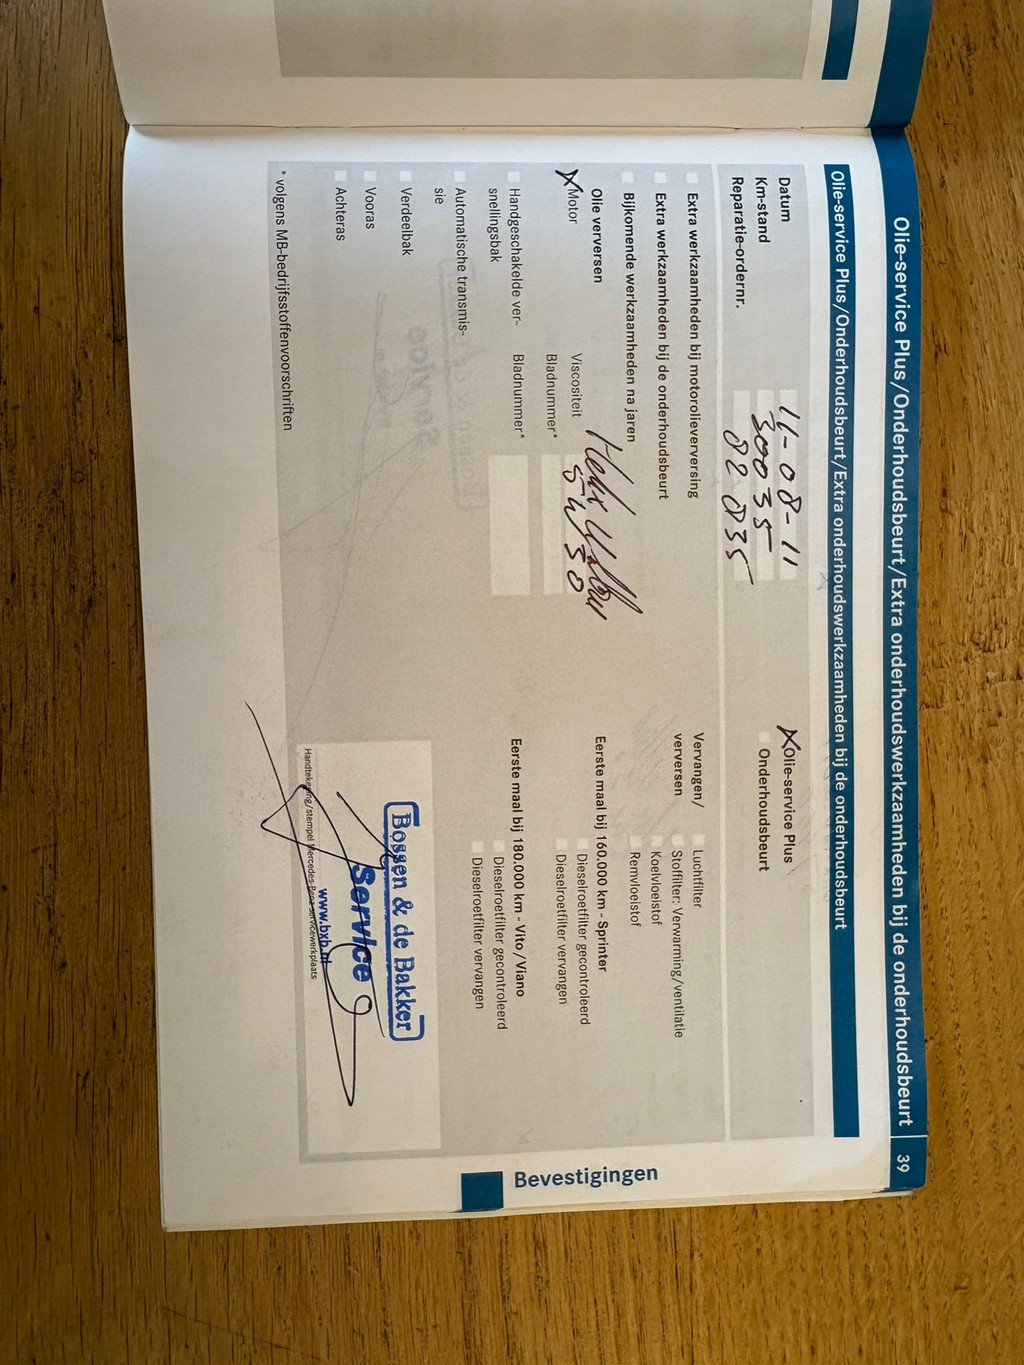 Olie-service Plus/Onderhoudsbeurt/Extra onderhoudswerkzaamheden bij de onderhoudsbeurt 39
Olie-service Plus/Onderhoudsbeurt/Extra onderhoudswerkzaamheden bij de onderhoudsbeurt
Datum 11-08-11
Km-stand 30035
Reparatie-ordernr. 82835
Olie-service Plus
Onderhoudsbeurt
Extra werkzaamheden bij motorolieverversing
Extra werkzaamheden bij de onderhoudsbeurt
Bijkomende werkzaamheden na jaren
Olie verversen
Motor Viscositeit Helix
Bladnummer* 5W30
Handgeschakelde ver-
snellingsbak
Bladnummer*
Automatische transmis-
sie
Verdeelbak
Vooras
Achteras
* volgens MB-bedrijfsstoffenvoorschriften
Vervangen/
verversen
Luchtfilter
Stoffilter: Verwarming/ventilatie
Koelvloeistof
Remvloeistof
Eerste maal bij 160.000 km - Sprinter
Dieselroetfilter gecontroleerd
Dieselroetfilter vervangen
Eerste maal bij 180.000 km - Vito/Viano
Dieselroetfilter gecontroleerd
Dieselroetfilter vervangen
Bossen & de Bakker
Service
www.bxb.nl
Handtekening/stempel Mercedes-Benz-servicewerkplaats
Bevestigingen